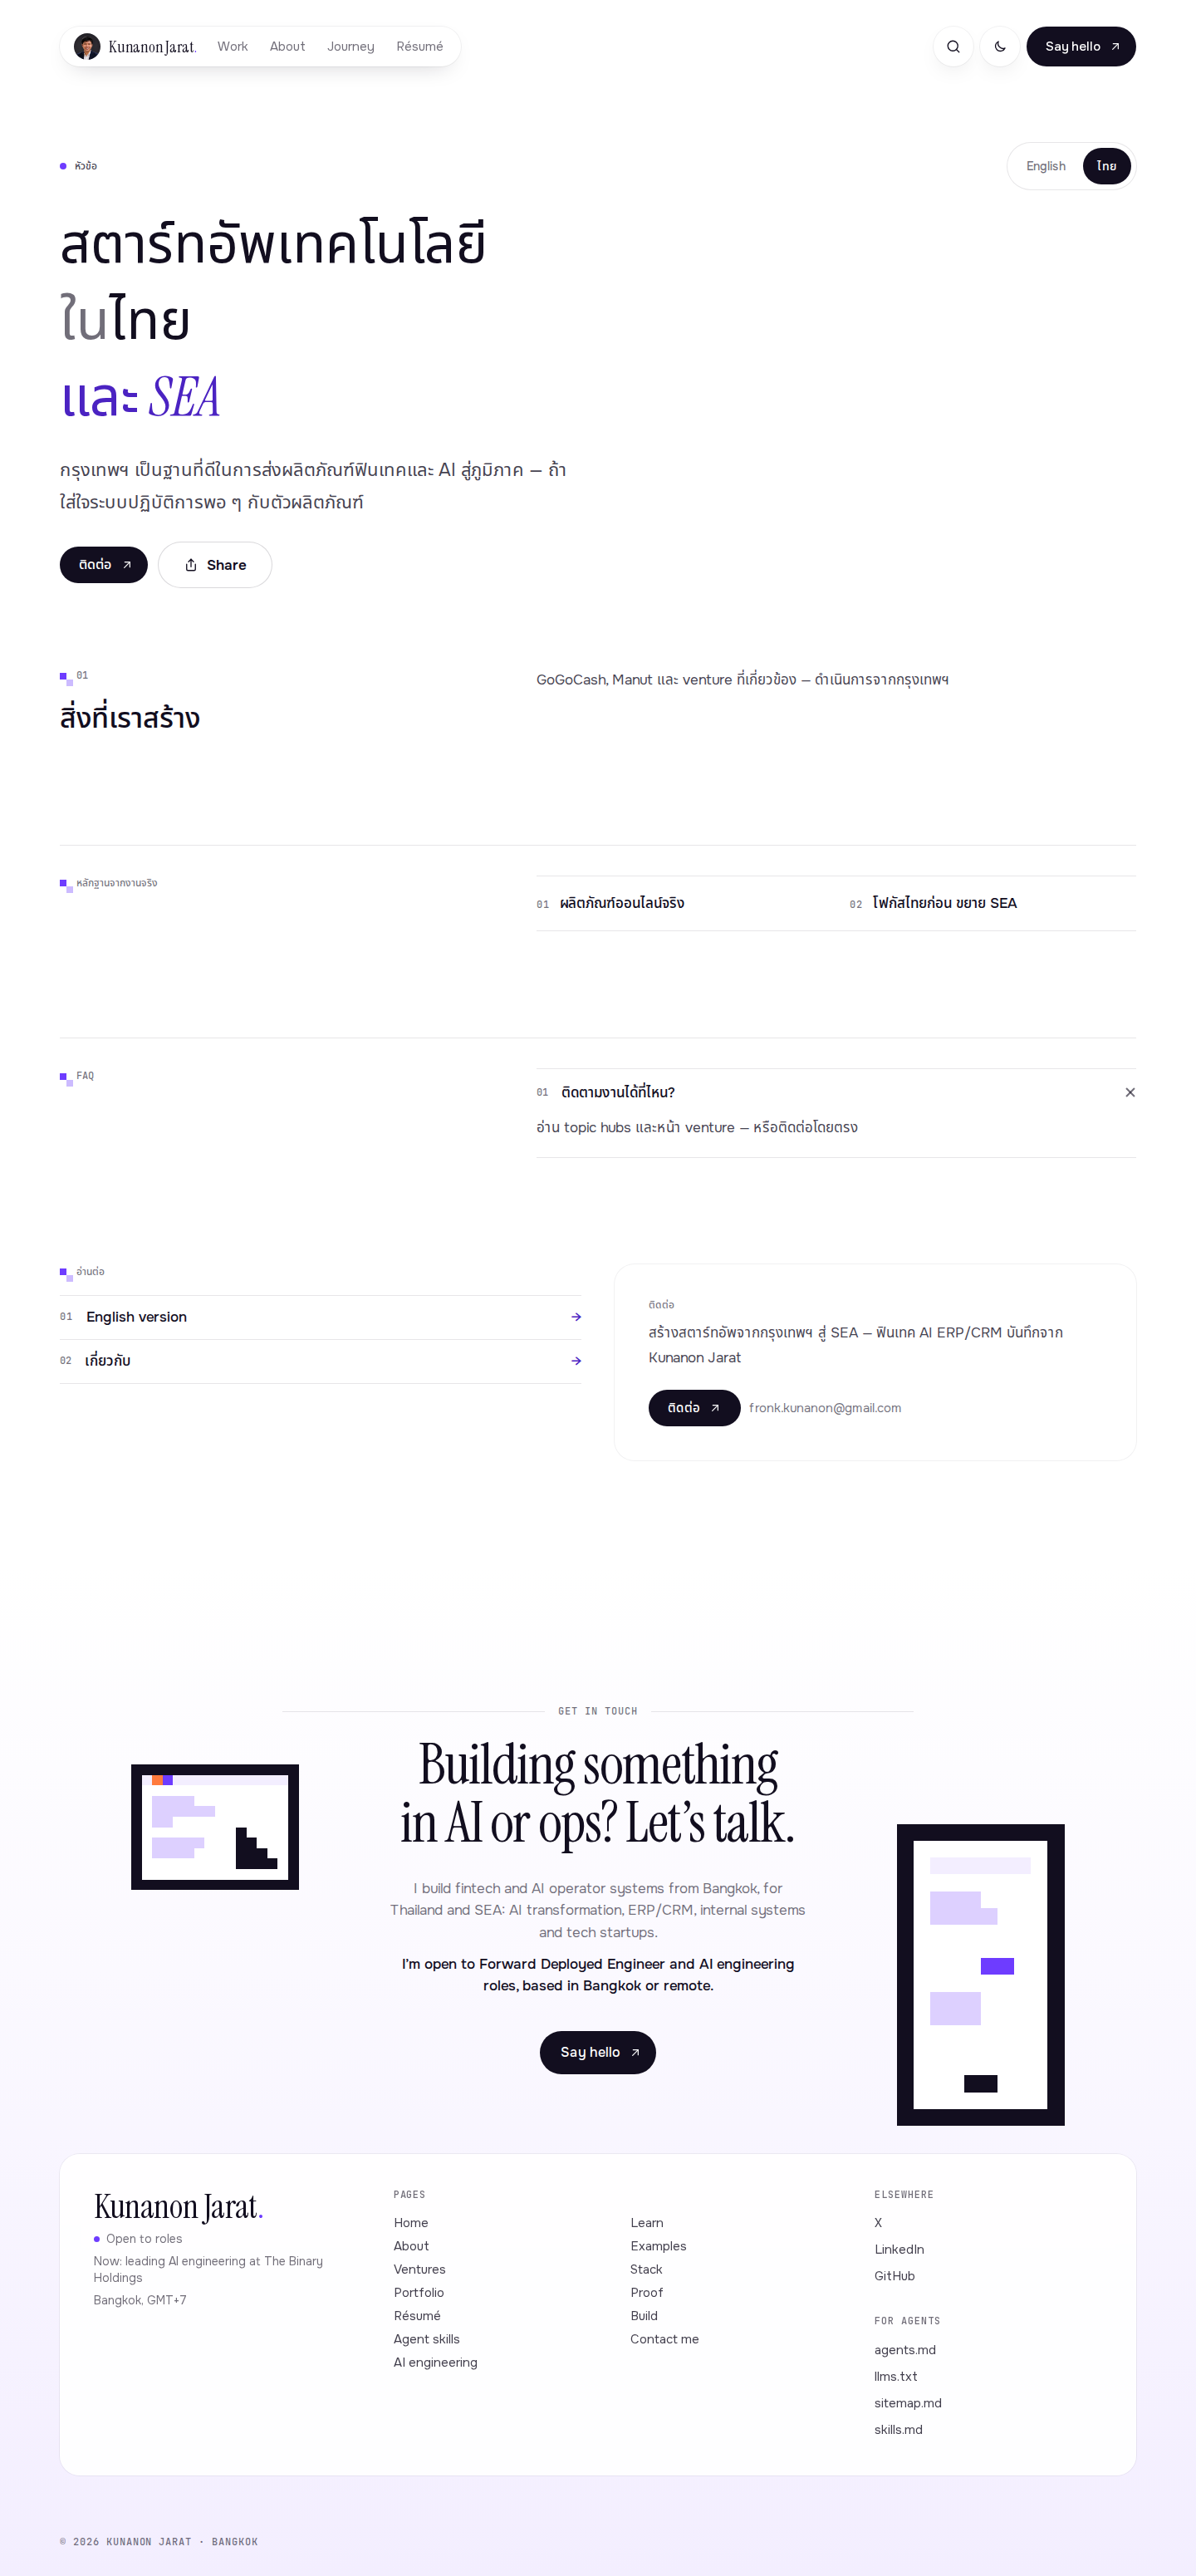 Kunanon Jarat.
Work
About
Journey
Résumé
Say hello
หัวข้อ
English
ไทย
สตาร์ทอัพเทคโนโลยี
ในไทย
และ SEA
กรุงเทพฯ เป็นฐานที่ดีในการส่งผลิตภัณฑ์ฟินเทคและ AI สู่ภูมิภาค — ถ้า
ใส่ใจระบบปฏิบัติการพอ ๆ กับตัวผลิตภัณฑ์
ติดต่อ
Share
01
สิ่งที่เราสร้าง
GoGoCash, Manut และ venture ที่เกี่ยวข้อง — ดำเนินการจากกรุงเทพฯ
หลักฐานจากงานจริง
01 ผลิตภัณฑ์ออนไลน์จริง
02 โฟกัสไทยก่อน ขยาย SEA
FAQ
01 ติดตามงานได้ที่ไหน?
อ่าน topic hubs และหน้า venture — หรือติดต่อโดยตรง
อ่านต่อ
01 English version
02 เกี่ยวกับ
ติดต่อ
สร้างสตาร์ทอัพจากกรุงเทพฯ สู่ SEA — ฟินเทค AI ERP/CRM บันทึกจาก
Kunanon Jarat
ติดต่อ
fronk.kunanon@gmail.com
GET IN TOUCH
Building something
in AI or ops? Let’s talk.
I build fintech and AI operator systems from Bangkok, for
Thailand and SEA: AI transformation, ERP/CRM, internal systems
and tech startups.
I’m open to Forward Deployed Engineer and AI engineering
roles, based in Bangkok or remote.
Say hello
Kunanon Jarat.
Open to roles
Now: leading AI engineering at The Binary
Holdings
Bangkok, GMT+7
PAGES
Home
About
Ventures
Portfolio
Résumé
Agent skills
AI engineering
Learn
Examples
Stack
Proof
Build
Contact me
ELSEWHERE
X
LinkedIn
GitHub
FOR AGENTS
agents.md
llms.txt
sitemap.md
skills.md
© 2026 KUNANON JARAT · BANGKOK